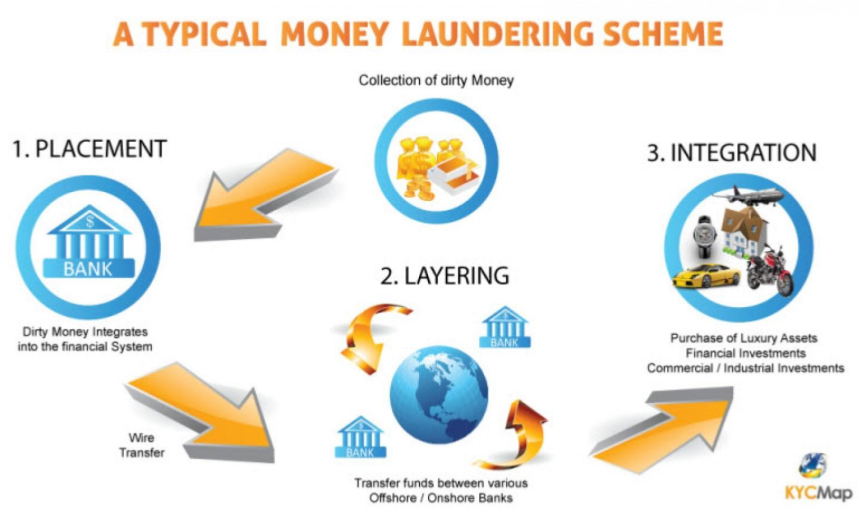 A TYPICAL MONEY LAUNDERING SCHEME
Collection of dirty Money
1. PLACEMENT
$
BANK
Dirty Money Integrates
into the financial System
Wire
Transfer
2. LAYERING
BANK
BANK
Transfer funds between various
Offshore / Onshore Banks
3. INTEGRATION
Purchase of Luxury Assets
Financial Investments
Commercial / Industrial Investments
KYCMap